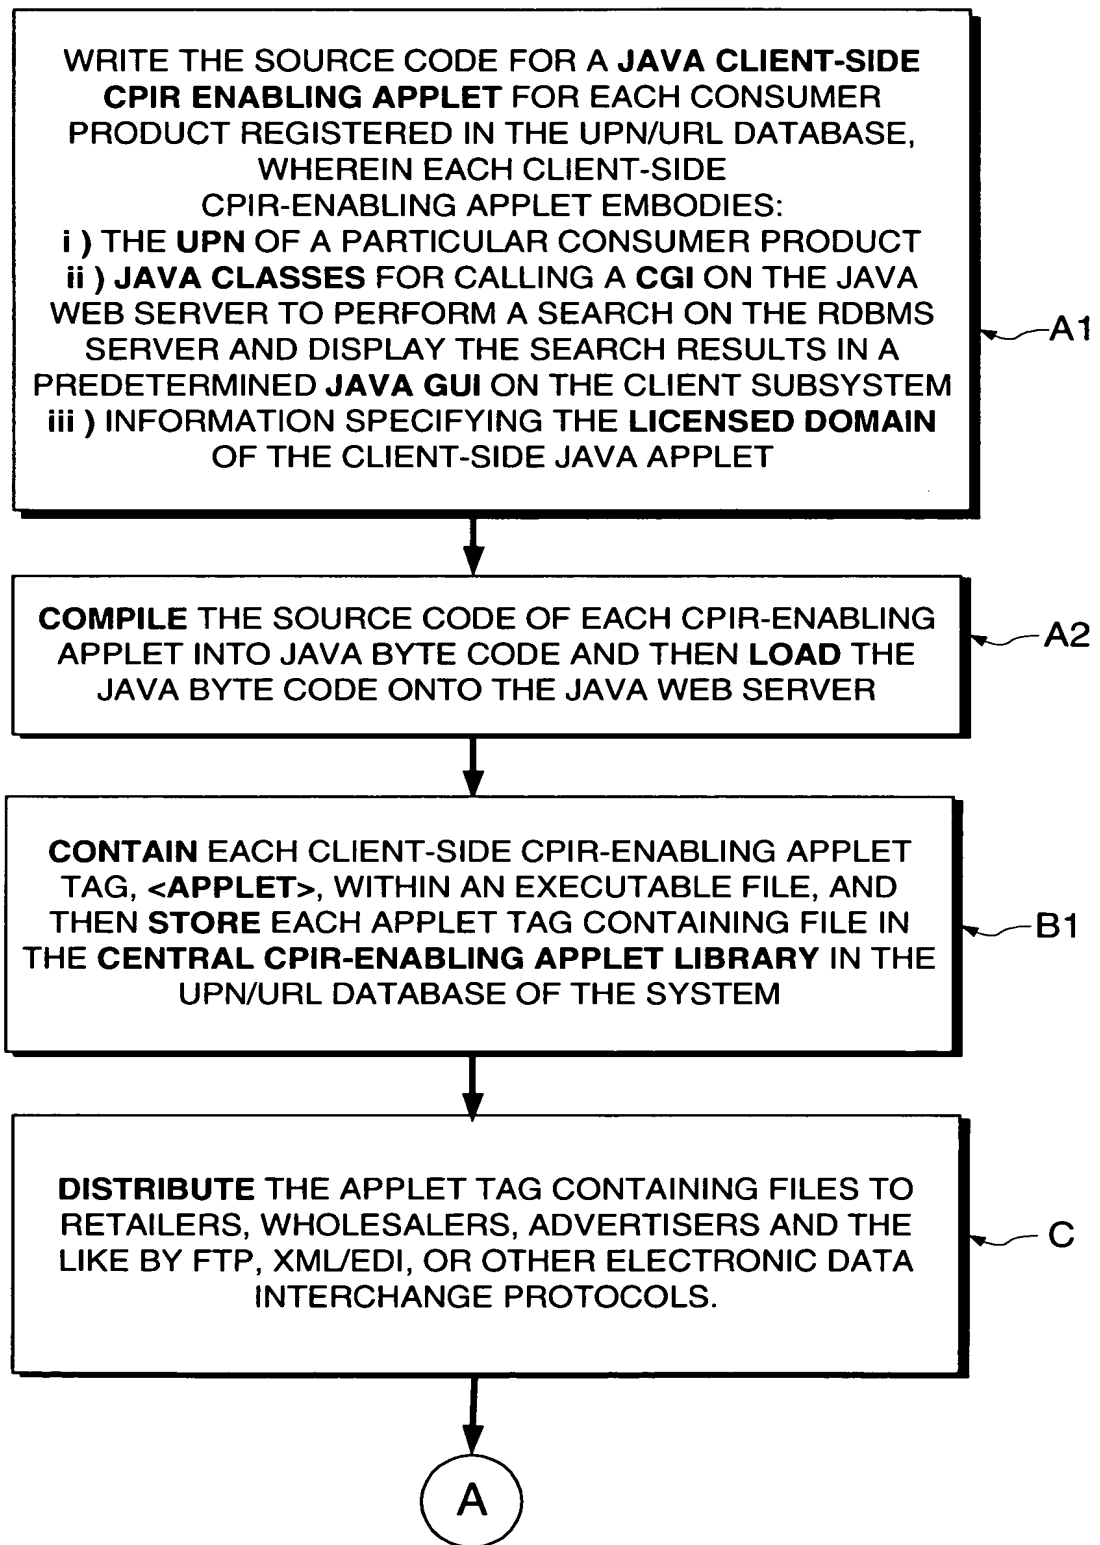 WRITE THE SOURCE CODE FOR A JAVA CLIENT-SIDE
CPIR ENABLING APPLET FOR EACH CONSUMER
PRODUCT REGISTERED IN THE UPN/URL DATABASE,
WHEREIN EACH CLIENT-SIDE
CPIR-ENABLING APPLET EMBODIES:
i ) THE UPN OF A PARTICULAR CONSUMER PRODUCT
ii ) JAVA CLASSES FOR CALLING A CGI ON THE JAVA
WEB SERVER TO PERFORM A SEARCH ON THE RDBMS
SERVER AND DISPLAY THE SEARCH RESULTS IN A
PREDETERMINED JAVA GUI ON THE CLIENT SUBSYSTEM
iii ) INFORMATION SPECIFYING THE LICENSED DOMAIN
OF THE CLIENT-SIDE JAVA APPLET
A1
COMPILE THE SOURCE CODE OF EACH CPIR-ENABLING
APPLET INTO JAVA BYTE CODE AND THEN LOAD THE
JAVA BYTE CODE ONTO THE JAVA WEB SERVER
A2
CONTAIN EACH CLIENT-SIDE CPIR-ENABLING APPLET
TAG, <APPLET>, WITHIN AN EXECUTABLE FILE, AND
THEN STORE EACH APPLET TAG CONTAINING FILE IN
THE CENTRAL CPIR-ENABLING APPLET LIBRARY IN THE
UPN/URL DATABASE OF THE SYSTEM
B1
DISTRIBUTE THE APPLET TAG CONTAINING FILES TO
RETAILERS, WHOLESALERS, ADVERTISERS AND THE
LIKE BY FTP, XML/EDI, OR OTHER ELECTRONIC DATA
INTERCHANGE PROTOCOLS.
C
A